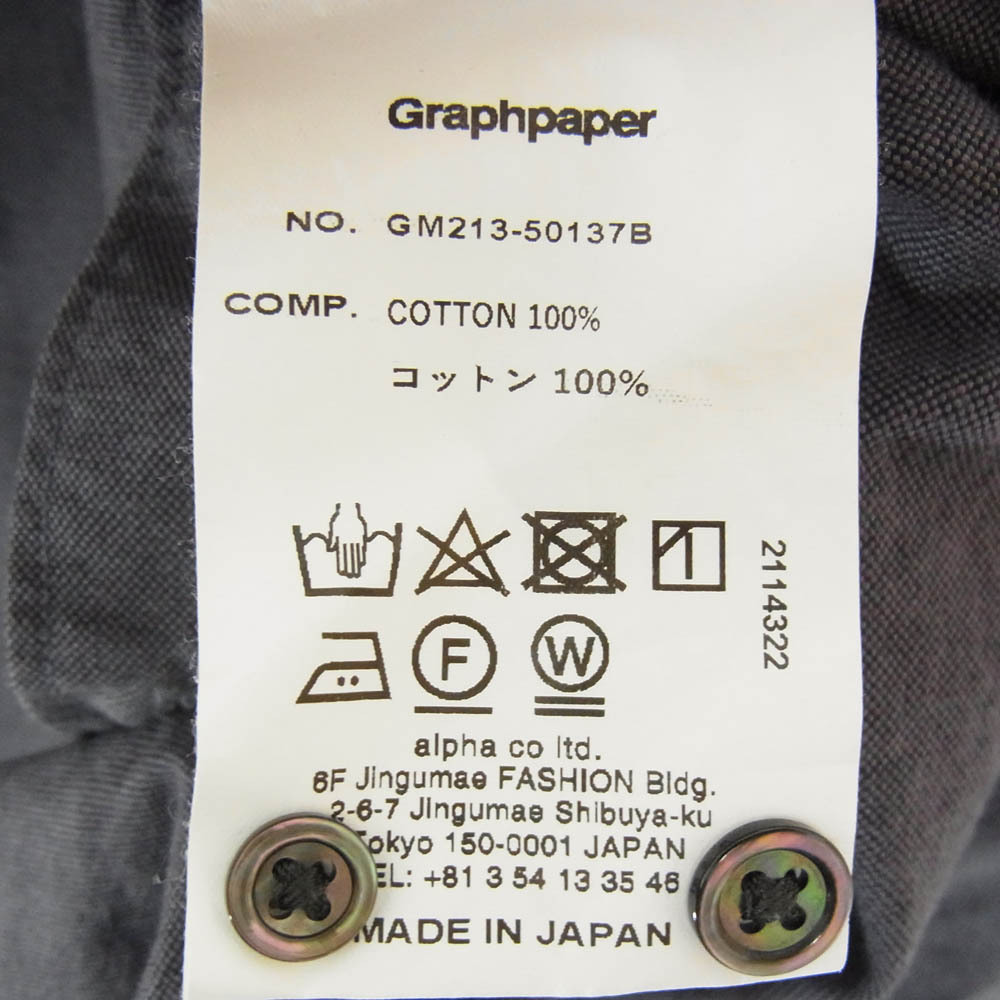 Graphpaper
NO. GM213-50137B
COMP. COTTON 100%
コットン 100%
2114322
F
W
alpha co ltd.
6F Jingumae FASHION Bldg.
2-6-7 Jingumae Shibuya-ku
Tokyo 150-0001 JAPAN
TEL: +81 3 54 13 35 46
MADE IN JAPAN